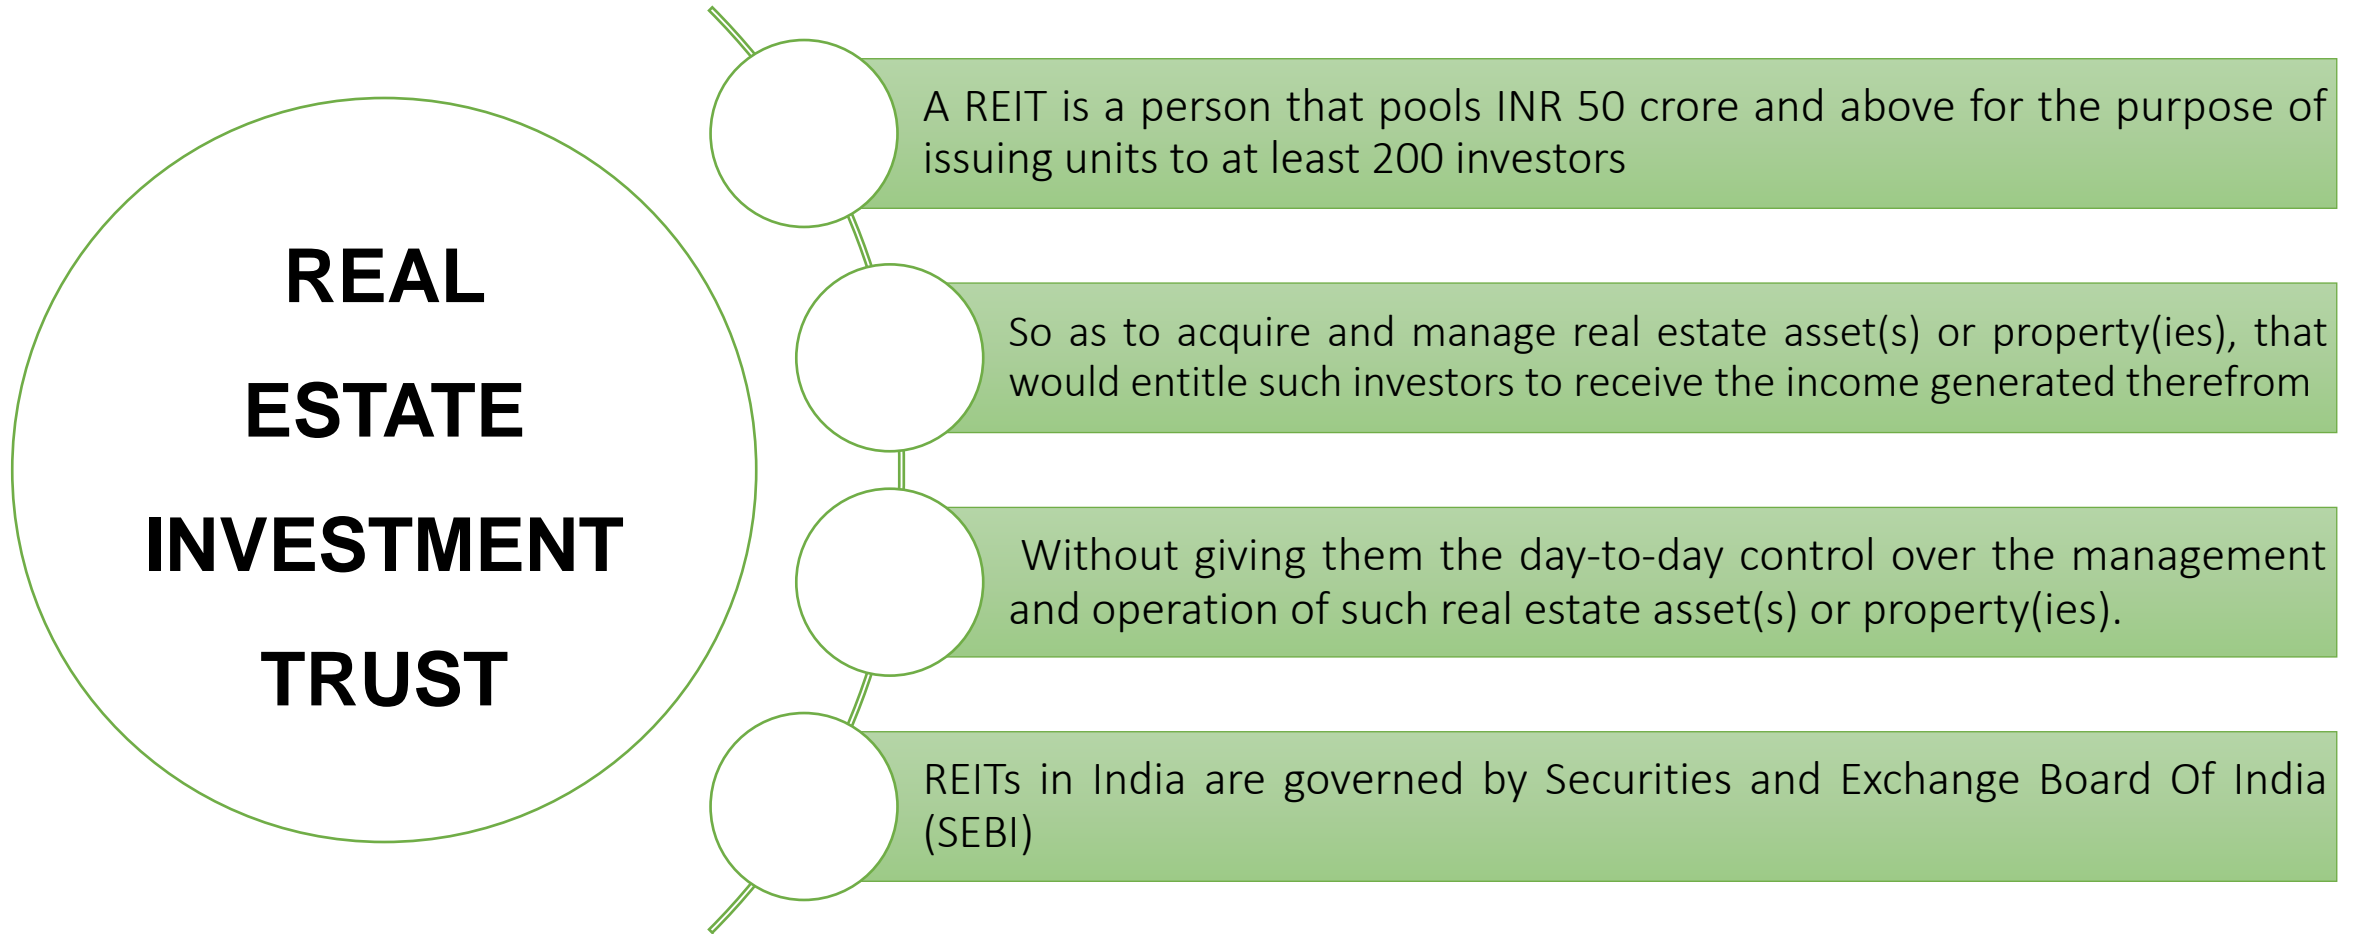 REAL
ESTATE
INVESTMENT
TRUST
A REIT is a person that pools INR 50 crore and above for the purpose of
issuing units to at least 200 investors
So as to acquire and manage real estate asset(s) or property(ies), that
would entitle such investors to receive the income generated therefrom
Without giving them the day-to-day control over the management
and operation of such real estate asset(s) or property(ies).
REITs in India are governed by Securities and Exchange Board Of India
(SEBI)